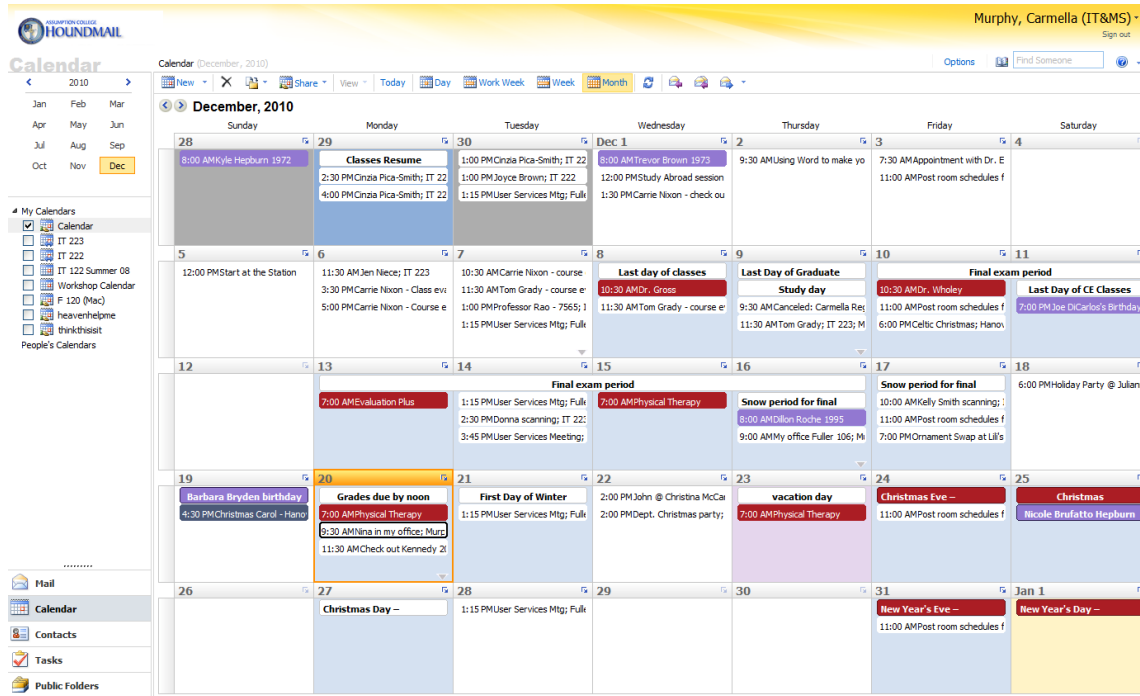 ASSUMPTION COLLEGE
HOUNDMAIL
Murphy, Carmella (IT&MS)
Sign out
Calendar
Calendar (December, 2010)
Options
Find Someone
2010
New
Share
View
Today
Day
Work Week
Week
Month
Jan Feb Mar
Apr May Jun
Jul Aug Sep
Oct Nov Dec
My Calendars
Calendar
IT 223
IT 222
IT 122 Summer 08
Workshop Calendar
F 120 (Mac)
heavenhelpme
thinkthisisit
People's Calendars
Mail
Calendar
Contacts
Tasks
Public Folders
December, 2010
Sunday Monday Tuesday Wednesday Thursday Friday Saturday
28
8:00 AMKyle Hepburn 1972
29
Classes Resume
2:30 PMCinzia Pica-Smith; IT 22
4:00 PMCinzia Pica-Smith; IT 22
30
1:00 PMCinzia Pica-Smith; IT 22
1:00 PMJoyce Brown; IT 222
1:15 PMUser Services Mtg; Fulle
Dec 1
8:00 AMTrevor Brown 1973
12:00 PMStudy Abroad session
1:30 PMCarrie Nixon - check ou
2
9:30 AMUsing Word to make yo
3
7:30 AMAppointment with Dr. E
11:00 AMPost room schedules f
4
5
12:00 PMStart at the Station
6
11:30 AMJen Niece; IT 223
3:30 PMCarrie Nixon - Class eva
5:00 PMCarrie Nixon - Course e
7
10:30 AMCarrie Nixon - course
11:30 AMTom Grady - course e
1:00 PMProfessor Rao - 7565; I
1:15 PMUser Services Mtg; Fulle
8
Last day of classes
10:30 AMDr. Gross
11:30 AMTom Grady - course e
9
Last Day of Graduate
Study day
9:30 AMCanceled: Carmella Reg
11:30 AMTom Grady; IT 223; M
10
Final exam period
10:30 AMDr. Wholey
11:00 AMPost room schedules f
6:00 PMCeltic Christmas; Hanov
11
Last Day of CE Classes
7:00 PMJoe DiCarlos's Birthday
12
13
Final exam period
7:00 AMEvaluation Plus
14
1:15 PMUser Services Mtg; Fulle
2:30 PMDonna scanning; IT 223
3:45 PMUser Services Meeting;
15
7:00 AMPhysical Therapy
16
Snow period for final
8:00 AMDillon Roche 1995
9:00 AMMy office Fuller 106; Mu
17
Snow period for final
10:00 AMKelly Smith scanning;
11:00 AMPost room schedules f
7:00 PMOrnament Swap at Lili's
18
6:00 PMHoliday Party @ Julian
19
Barbara Bryden birthday
4:30 PMChristmas Carol - Hano
20
Grades due by noon
7:00 AMPhysical Therapy
9:30 AMNina in my office; Murp
11:30 AMCheck out Kennedy 20
21
First Day of Winter
1:15 PMUser Services Mtg; Fulle
22
2:00 PMJohn @ Christina McCa
2:00 PMDept. Christmas party;
23
vacation day
7:00 AMPhysical Therapy
24
Christmas Eve –
11:00 AMPost room schedules f
25
Christmas
Nicole Brufatto Hepburn
26
27
Christmas Day –
28
1:15 PMUser Services Mtg; Fulle
29
30
31
New Year's Eve –
11:00 AMPost room schedules f
Jan 1
New Year's Day –